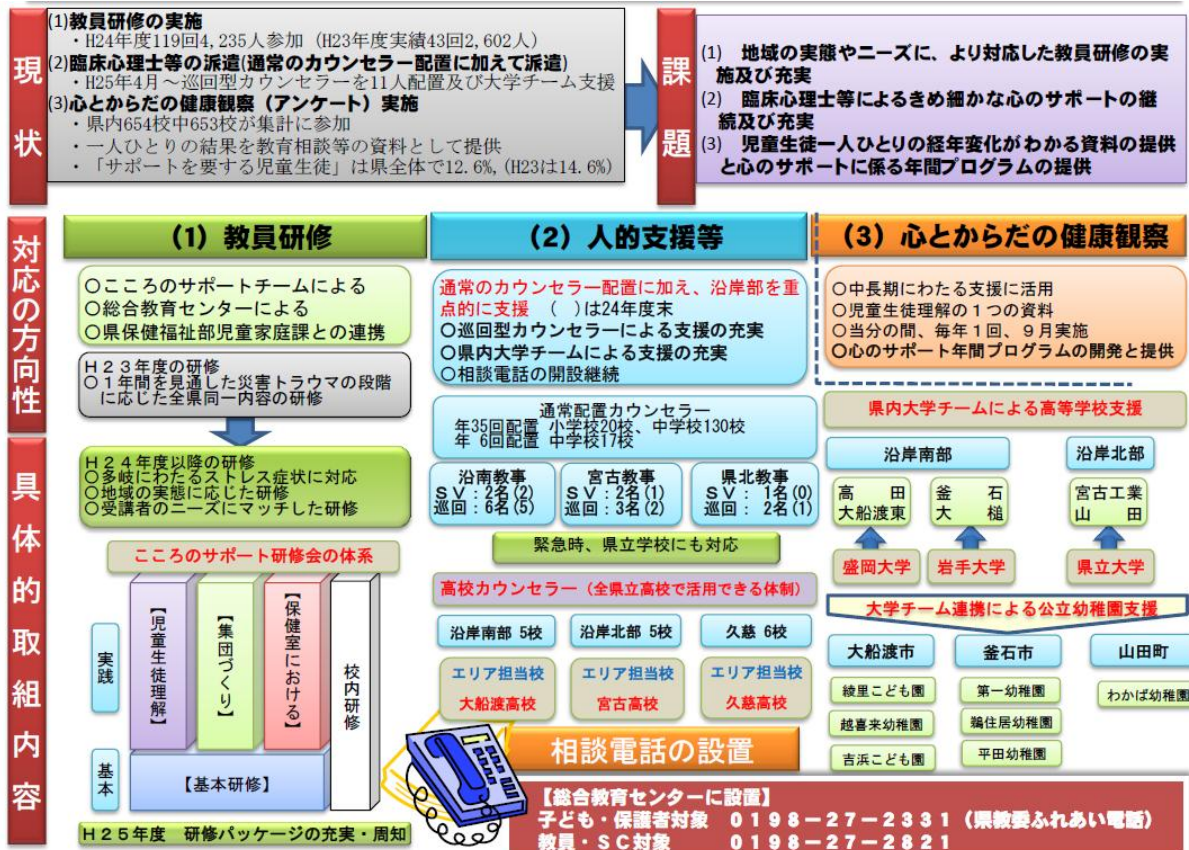 現状
(1)教員研修の実施
・H24年度119回4,235人参加（H23年度実績43回2,602人）
(2)臨床心理士等の派遣(通常のカウンセラー配置に加えて派遣)
・H25年4月～巡回型カウンセラーを11人配置及び大学チーム支援
(3)心とからだの健康観察（アンケート）実施
・県内654校中653校が集計に参加
・一人ひとりの結果を教育相談等の資料として提供
・「サポートを要する児童生徒」は県全体で12.6%,（H23は14.6%）
課題
(1) 地域の実態やニーズに、より対応した教員研修の実
施及び充実
(2) 臨床心理士等によるきめ細かな心のサポートの継
続及び充実
(3) 児童生徒一人ひとりの経年変化がわかる資料の提供
と心のサポートに係る年間プログラムの提供
対応の方向性
具体的取組内容
(1) 教員研修
○こころのサポートチームによる
○総合教育センターによる
○県保健福祉部児童家庭課との連携
H23年度の研修
○1年間を見通した災害トラウマの段階
に応じた全県同一内容の研修
H24年度以降の研修
○多岐にわたるストレス症状に対応
○地域の実態に応じた研修
○受講者のニーズにマッチした研修
こころのサポート研修会の体系
実践
基本
【児童生徒理解】
【集団づくり】
【保健室における】
校内研修
【基本研修】
H25年度 研修パッケージの充実・周知
(2) 人的支援等
通常のカウンセラー配置に加え、沿岸部を重
点的に支援 （ ）は24年度末
○巡回型カウンセラーによる支援の充実
○県内大学チームによる支援の充実
○相談電話の開設継続
通常配置カウンセラー
年35回配置 小学校20校、中学校130校
年 6回配置 中学校17校
沿南教事
SV：2名(2)
巡回：6名(5)
宮古教事
SV：2名(1)
巡回：3名(2)
県北教事
SV：1名(0)
巡回：2名(1)
緊急時、県立学校にも対応
高校カウンセラー（全県立高校で活用できる体制）
沿岸南部 5校
沿岸北部 5校
久慈 6校
エリア担当校
大船渡高校
エリア担当校
宮古高校
エリア担当校
久慈高校
相談電話の設置
【総合教育センターに設置】
子ども・保護者対象 0198－27－2331（県教委ふれあい電話）
教員・SC対象 0198－27－2821
(3) 心とからだの健康観察
○中長期にわたる支援に活用
○児童生徒理解の1つの資料
○当分の間、毎年1回、9月実施
○心のサポート年間プログラムの開発と提供
県内大学チームによる高等学校支援
沿岸南部
沿岸北部
高 田
大船渡東
釜 石
大 槌
宮古工業
山 田
盛岡大学
岩手大学
県立大学
大学チーム連携による公立幼稚園支援
大船渡市
釜石市
山田町
綾里こども園
第一幼稚園
わかば幼稚園
越喜来幼稚園
鵜住居幼稚園
吉浜こども園
平田幼稚園